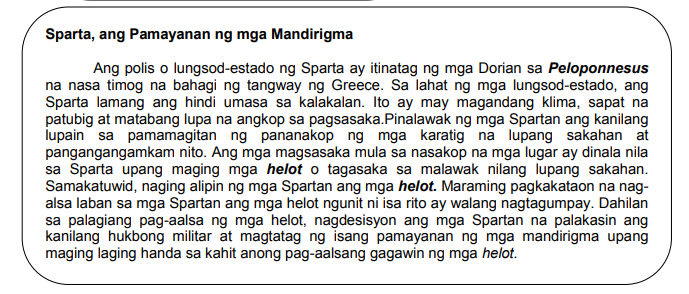 Sparta, ang Pamayanan ng mga Mandirigma
Ang polis o lungsod-estado ng Sparta ay itinatag ng mga Dorian sa Peloponnesus
na nasa timog na bahagi ng tangway ng Greece. Sa lahat ng mga lungsod-estado, ang
Sparta lamang ang hindi umasa sa kalakalan. Ito ay may magandang klima, sapat na
patubig at matabang lupa na angkop sa pagsasaka.Pinalawak ng mga Spartan ang kanilang
lupain sa pamamagitan ng pananakop ng mga karatig na lupang sakahan at
pangangangamkam nito. Ang mga magsasaka mula sa nasakop na mga lugar ay dinala nila
sa Sparta upang maging mga helot o tagasaka sa malawak nilang lupang sakahan.
Samakatuwid, naging alipin ng mga Spartan ang mga helot. Maraming pagkakataon na nag-
alsa laban sa mga Spartan ang mga helot ngunit ni isa rito ay walang nagtagumpay. Dahilan
sa palagiang pag-aalsa ng mga helot, nagdesisyon ang mga Spartan na palakasin ang
kanilang hukbong militar at magtatag ng isang pamayanan ng mga mandirigma upang
maging laging handa sa kahit anong pag-aalsang gagawin ng mga helot.